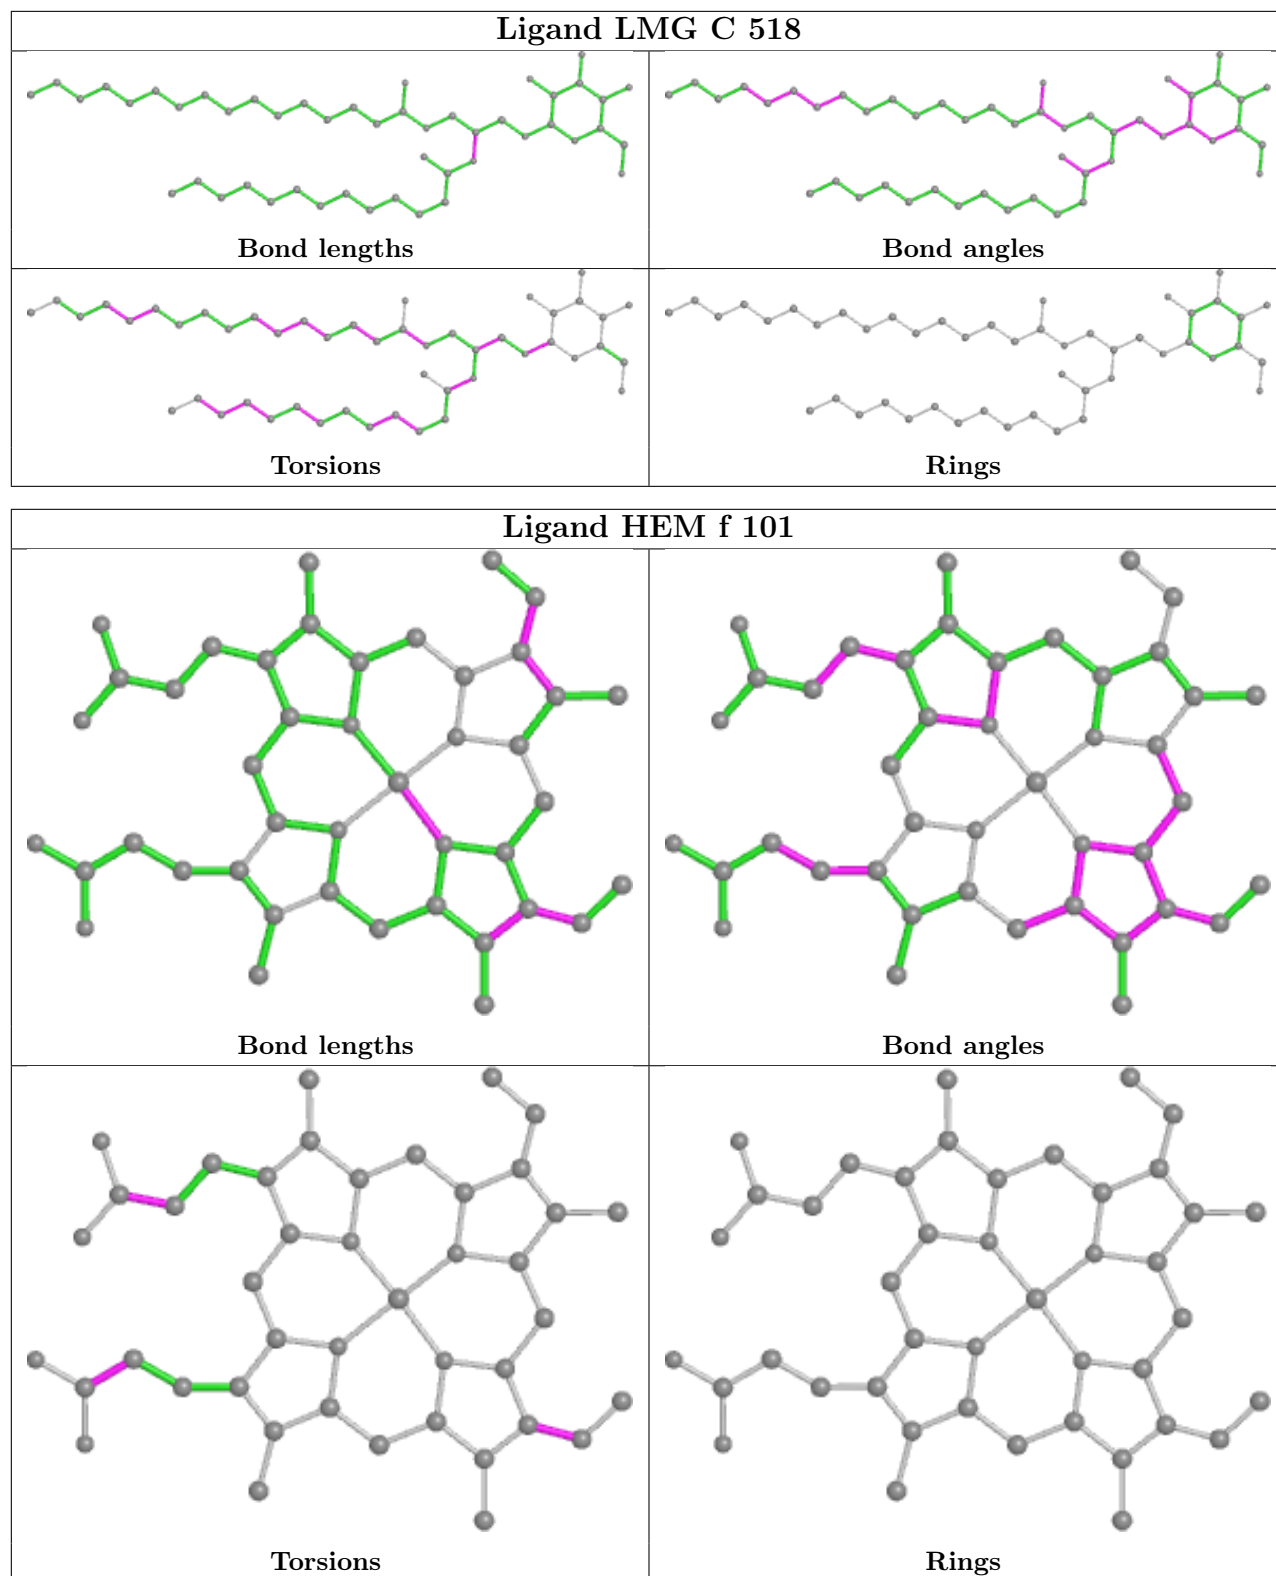 Ligand LMG C 518
Bond lengths
Bond angles
Torsions
Rings
Ligand HEM f 101
Bond lengths
Bond angles
Torsions
Rings